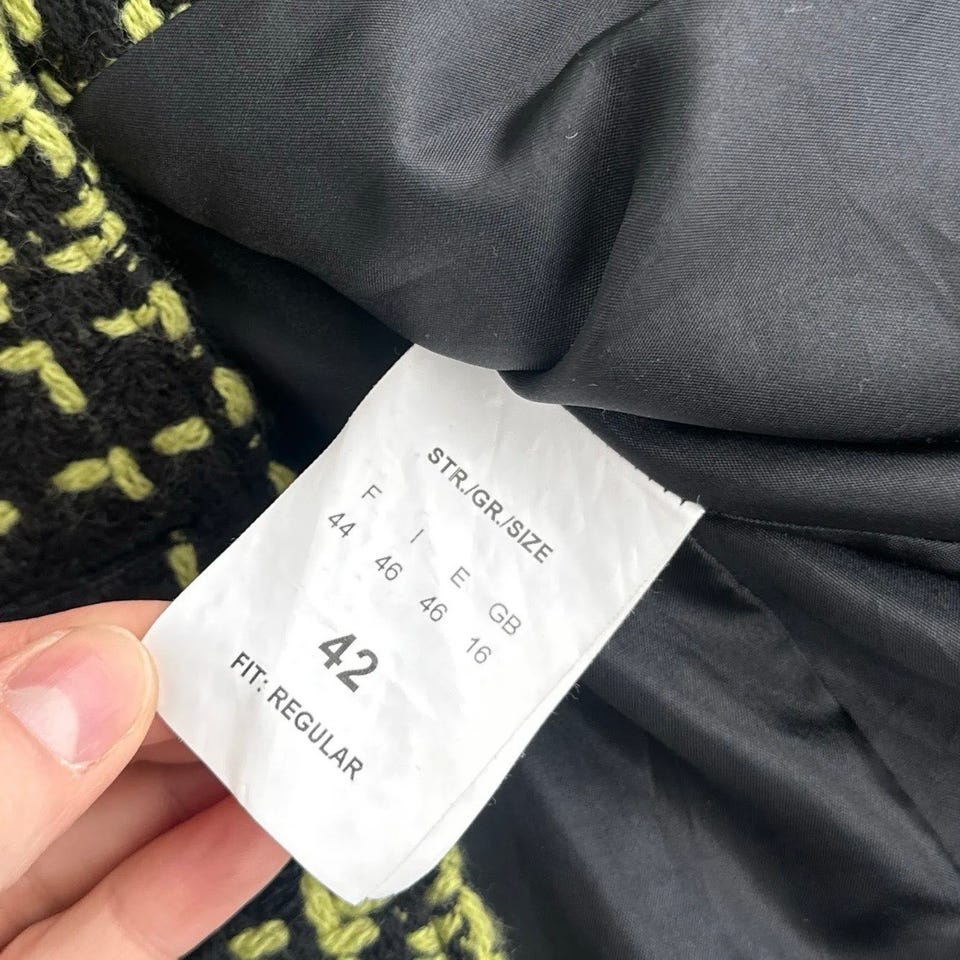 STR./GR./SIZE
F I E GB
44 46 46 16
42
FIT: REGULAR